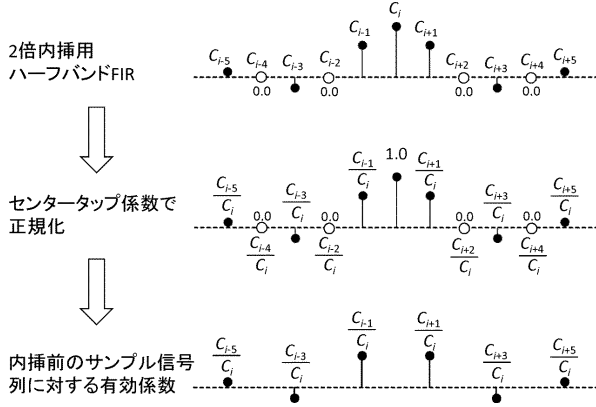 2倍内挿用
ハーフバンドFIR
C_{i-5} C_{i-4} C_{i-3} C_{i-2} C_{i-1} C_i C_{i+1} C_{i+2} C_{i+3} C_{i+4} C_{i+5}
0.0 0.0 0.0 0.0
センタータップ係数で
正規化
C_{i-5}/C_i C_{i-3}/C_i C_{i-1}/C_i 1.0 C_{i+1}/C_i C_{i+3}/C_i C_{i+5}/C_i
0.0 0.0 0.0 0.0
C_{i-4}/C_i C_{i-2}/C_i C_{i+2}/C_i C_{i+4}/C_i
内挿前のサンプル信号
列に対する有効係数
C_{i-5}/C_i C_{i-3}/C_i C_{i-1}/C_i C_{i+1}/C_i C_{i+3}/C_i C_{i+5}/C_i